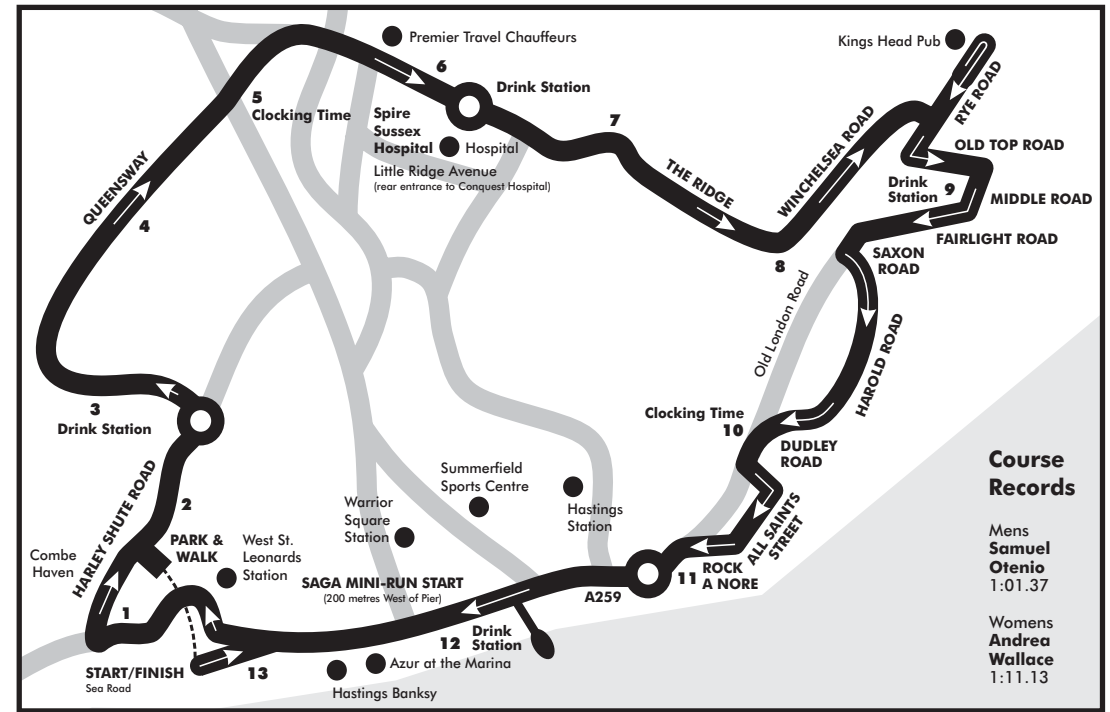 Premier Travel Chauffeurs
Kings Head Pub
6
Drink Station
5
Clocking Time
Spire
Sussex
Hospital
Hospital
Little Ridge Avenue
(rear entrance to Conquest Hospital)
7
RYE ROAD
WINCHELSEA ROAD
OLD TOP ROAD
QUEENSWAY
4
THE RIDGE
Drink
Station
9
MIDDLE ROAD
FAIRLIGHT ROAD
8
SAXON
ROAD
Old London Road
HAROLD ROAD
3
Drink Station
Clocking Time
10
DUDLEY
ROAD
HARLEY SHUTE ROAD
2
Summerfield
Sports Centre
Hastings
Station
Warrior
Square
Station
ALL SAINTS
STREET
PARK &
WALK
West St.
Leonards
Station
Combe
Haven
SAGA MINI-RUN START
(200 metres West of Pier)
A259
11
ROCK
A NORE
1
12
Drink
Station
START/FINISH
Sea Road
13
Azur at the Marina
Hastings Banksy
Course
Records
Mens
Samuel
Otenio
1:01.37
Womens
Andrea
Wallace
1:11.13